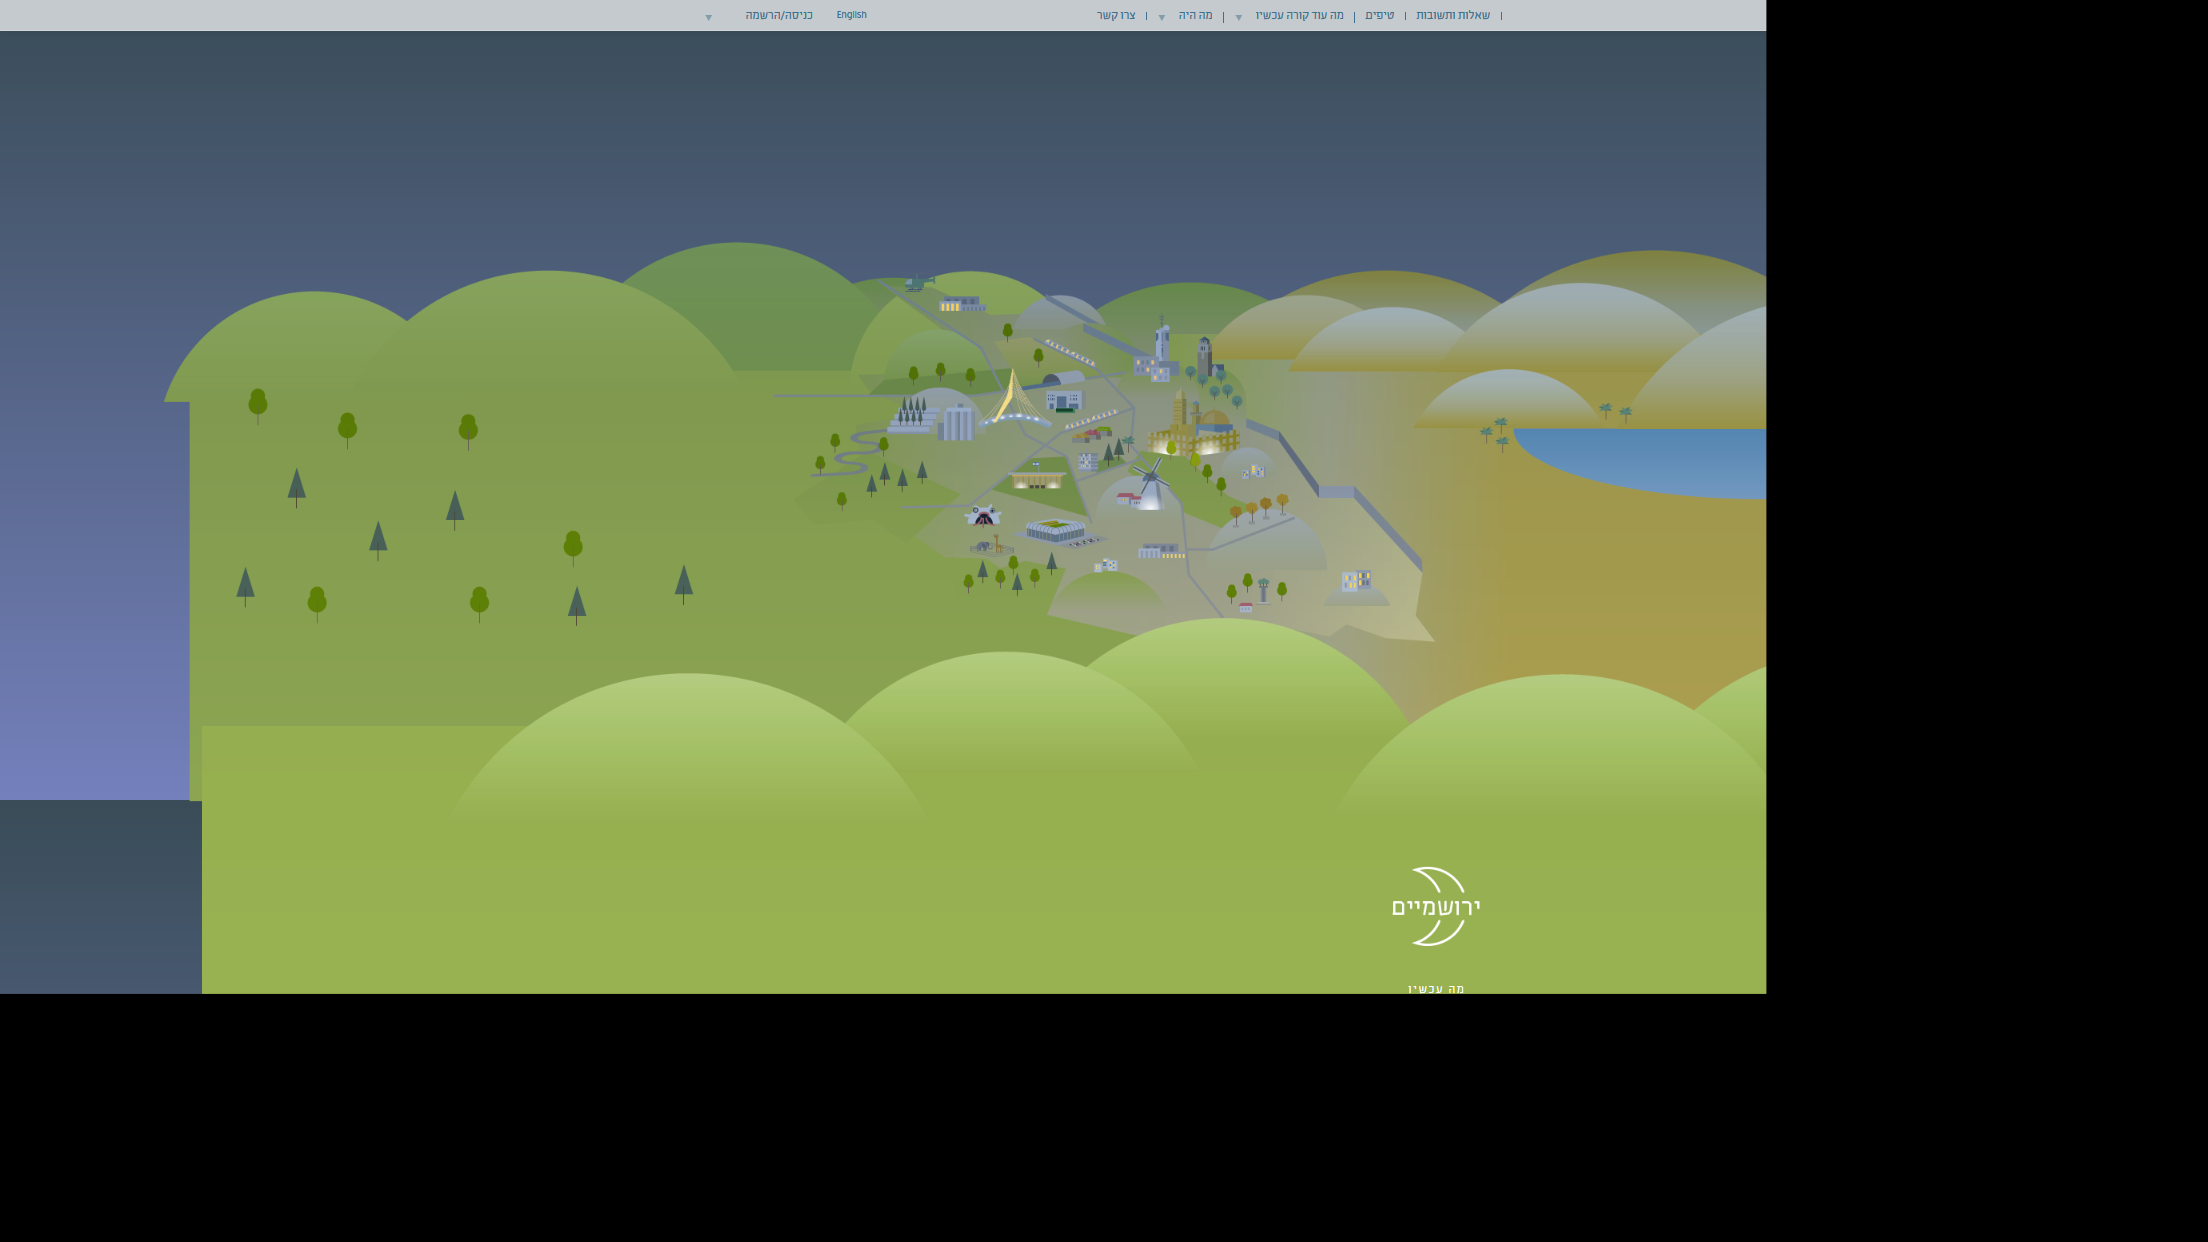 שאלות ותשובות | טיפים | מה עוד קורה עכשיו | מה היה | צרו קשר
English
כניסה/הרשמה
ירושמיים
מה עכשיו